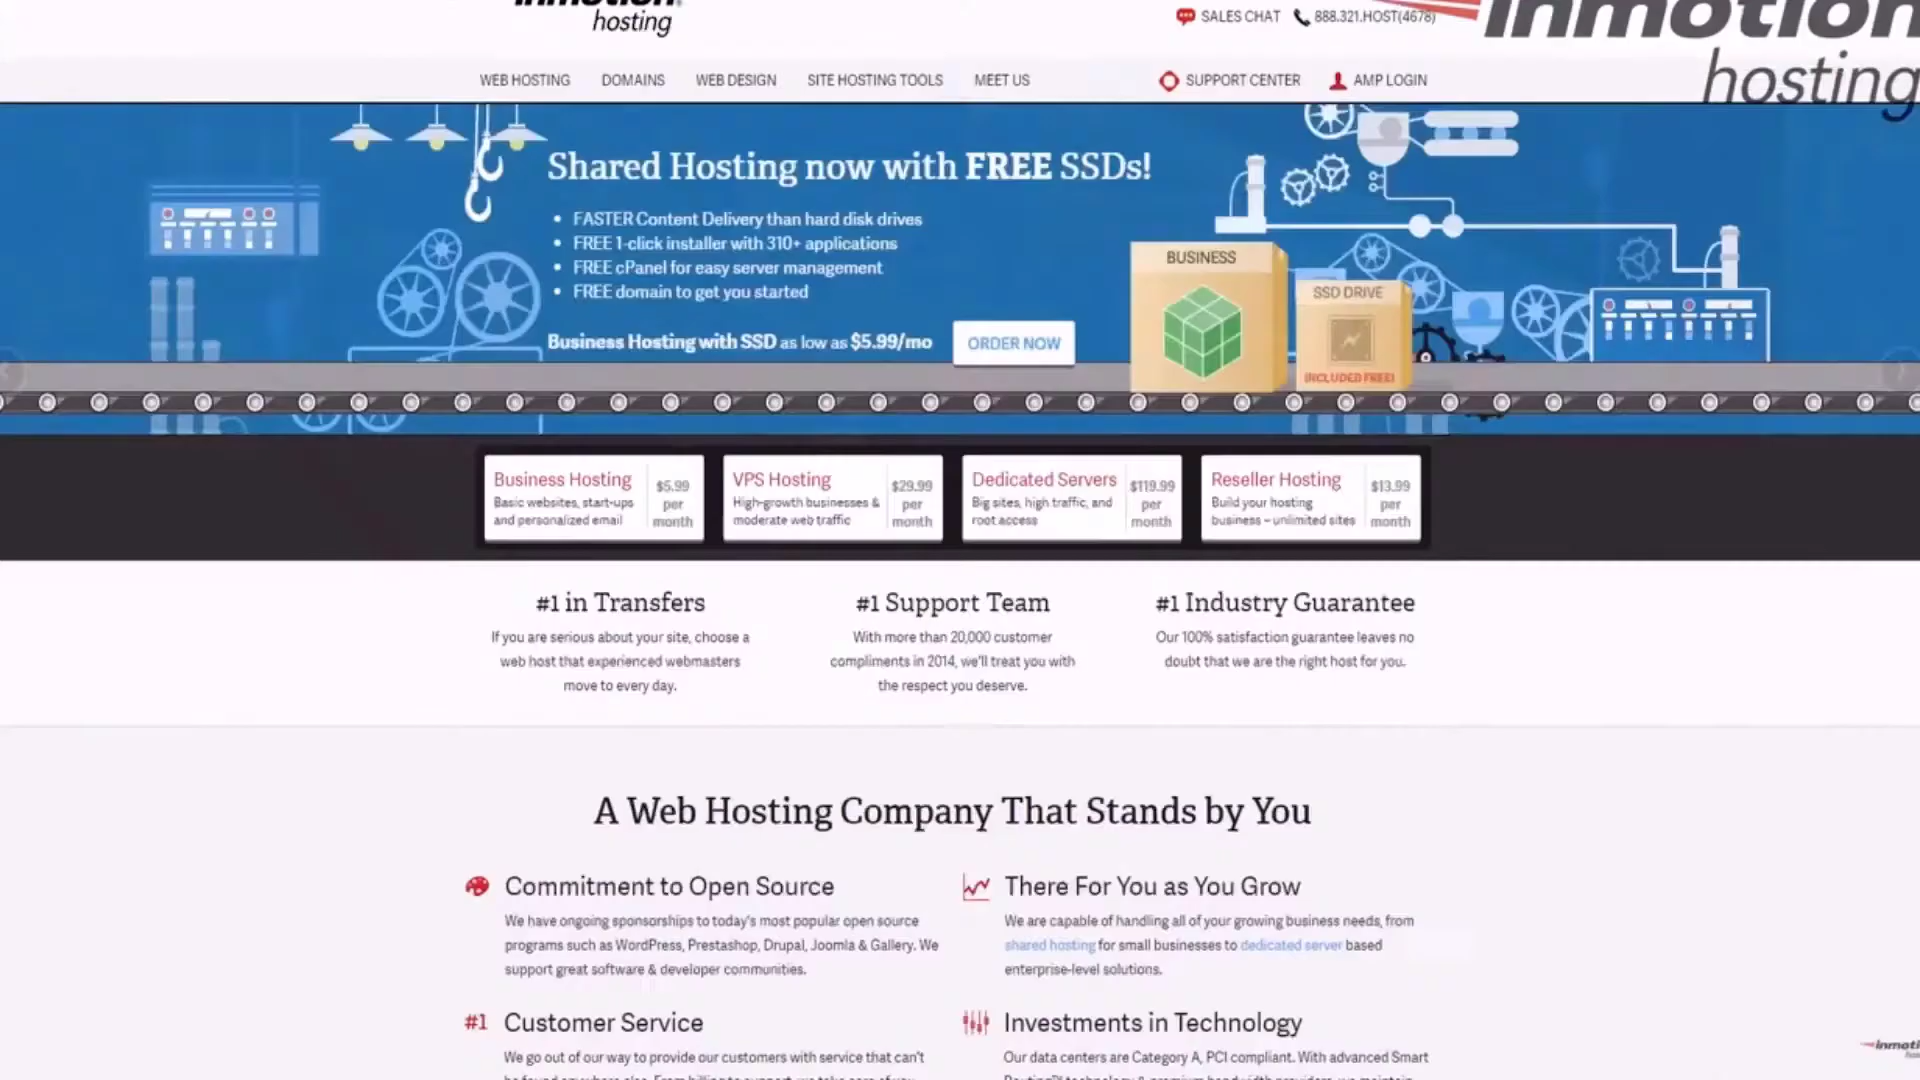 hosting
SALES CHAT
888.321.HOST(4678)
inmotion
hosting
WEB HOSTING
DOMAINS
WEB DESIGN
SITE HOSTING TOOLS
MEET US
SUPPORT CENTER
AMP LOGIN
Shared Hosting now with FREE SSDs!
• FASTER Content Delivery than hard disk drives
• FREE 1-click installer with 310+ applications
• FREE cPanel for easy server management
• FREE domain to get you started
Business Hosting with SSD as low as $5.99/mo
ORDER NOW
BUSINESS
SSD DRIVE
INCLUDED FREE!
Business Hosting
Basic websites, start-ups
and personalized email
$5.99
per
month
VPS Hosting
High-growth businesses &
moderate web traffic
$29.99
per
month
Dedicated Servers
Big sites, high traffic, and
root access
$119.99
per
month
Reseller Hosting
Build your hosting
business – unlimited sites
$13.99
per
month
#1 in Transfers
If you are serious about your site, choose a
web host that experienced webmasters
move to every day.
#1 Support Team
With more than 20,000 customer
compliments in 2014, we'll treat you with
the respect you deserve.
#1 Industry Guarantee
Our 100% satisfaction guarantee leaves no
doubt that we are the right host for you.
A Web Hosting Company That Stands by You
Commitment to Open Source
We have ongoing sponsorships to today's most popular open source
programs such as WordPress, Prestashop, Drupal, Joomla & Gallery. We
support great software & developer communities.
There For You as You Grow
We are capable of handling all of your growing business needs, from
shared hosting for small businesses to dedicated server based
enterprise-level solutions.
#1 Customer Service
We go out of our way to provide our customers with service that can't
Investments in Technology
Our data centers are Category A, PCI compliant. With advanced Smart